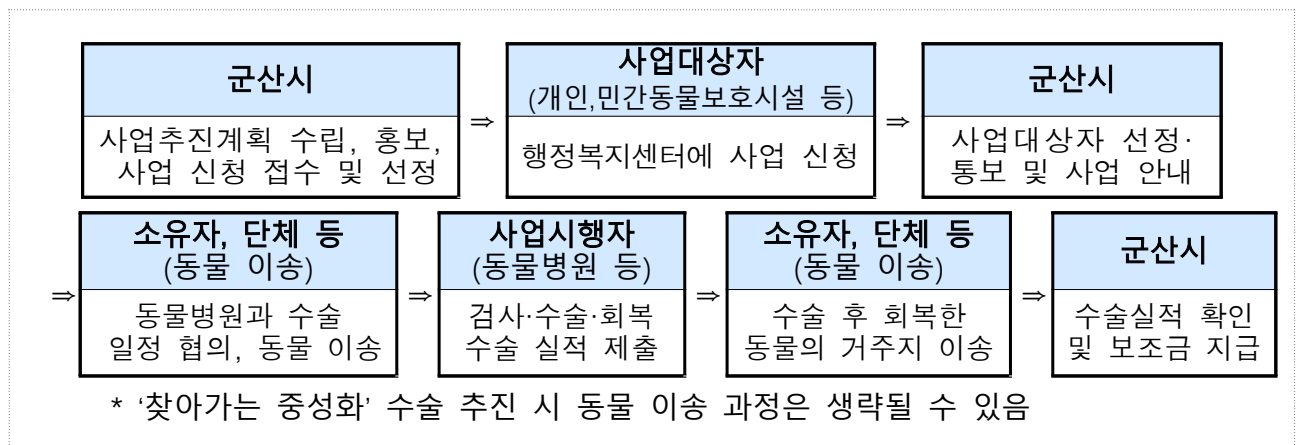 군산시
사업추진계획 수립, 홍보,
사업 신청 접수 및 선정
⇒
사업대상자
(개인,민간동물보호시설 등)
행정복지센터에 사업 신청
⇒
군산시
사업대상자 선정·
통보 및 사업 안내
⇒
소유자, 단체 등
(동물 이송)
동물병원과 수술
일정 협의, 동물 이송
⇒
사업시행자
(동물병원 등)
검사·수술·회복
수술 실적 제출
⇒
소유자, 단체 등
(동물 이송)
수술 후 회복한
동물의 거주지 이송
⇒
군산시
수술실적 확인
및 보조금 지급
* ‘찾아가는 중성화’ 수술 추진 시 동물 이송 과정은 생략될 수 있음